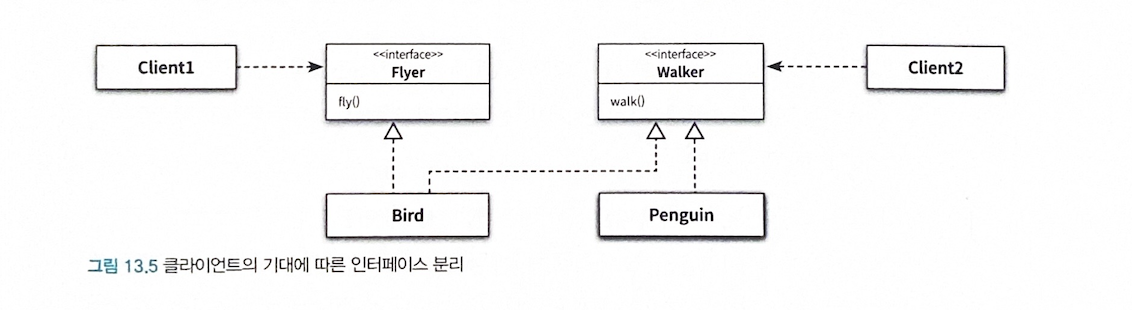 Client1
<<interface>>
Flyer
fly()
<<interface>>
Walker
walk()
Client2
Bird
Penguin
그림 13.5 클라이언트의 기대에 따른 인터페이스 분리